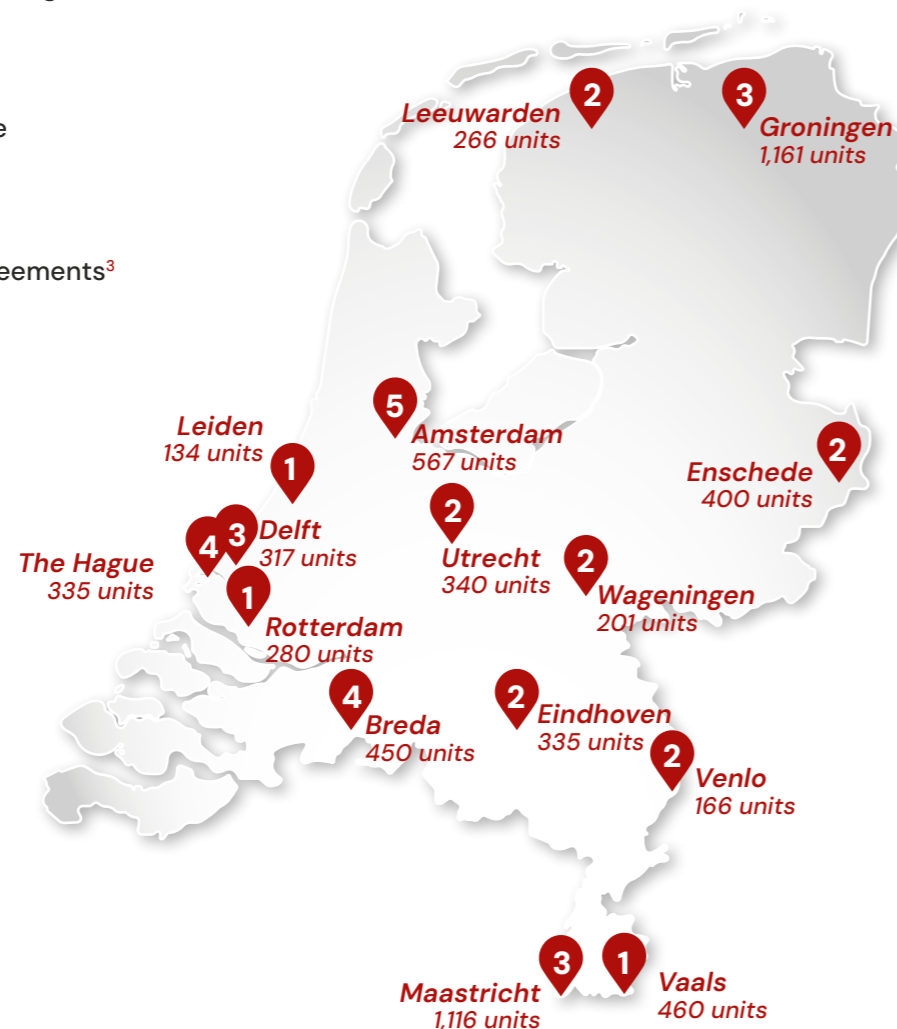 e
eements3
2
Leeuwarden
266 units
3
Groningen
1,161 units
5
Amsterdam
567 units
Leiden
134 units
1
2
Enschede
400 units
2
Utrecht
340 units
3
Delft
317 units
4
The Hague
335 units
2
Wageningen
201 units
1
Rotterdam
280 units
4
Breda
450 units
2
Eindhoven
335 units
2
Venlo
166 units
3
Maastricht
1,116 units
1
Vaals
460 units